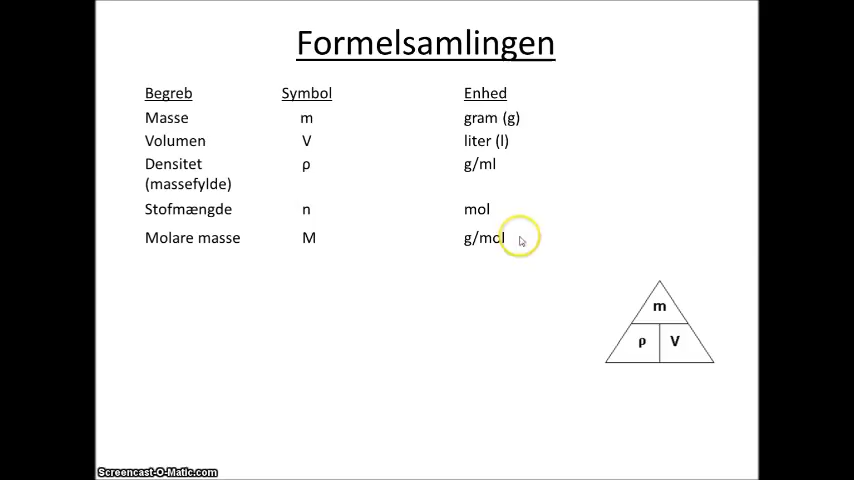 Formelsamlingen
Begreb Symbol Enhed
Masse m gram (g)
Volumen V liter (l)
Densitet ρ g/ml
(massefylde)
Stofmængde n mol
Molare masse M g/mol
m
ρ V
Screencast-O-Matic.com